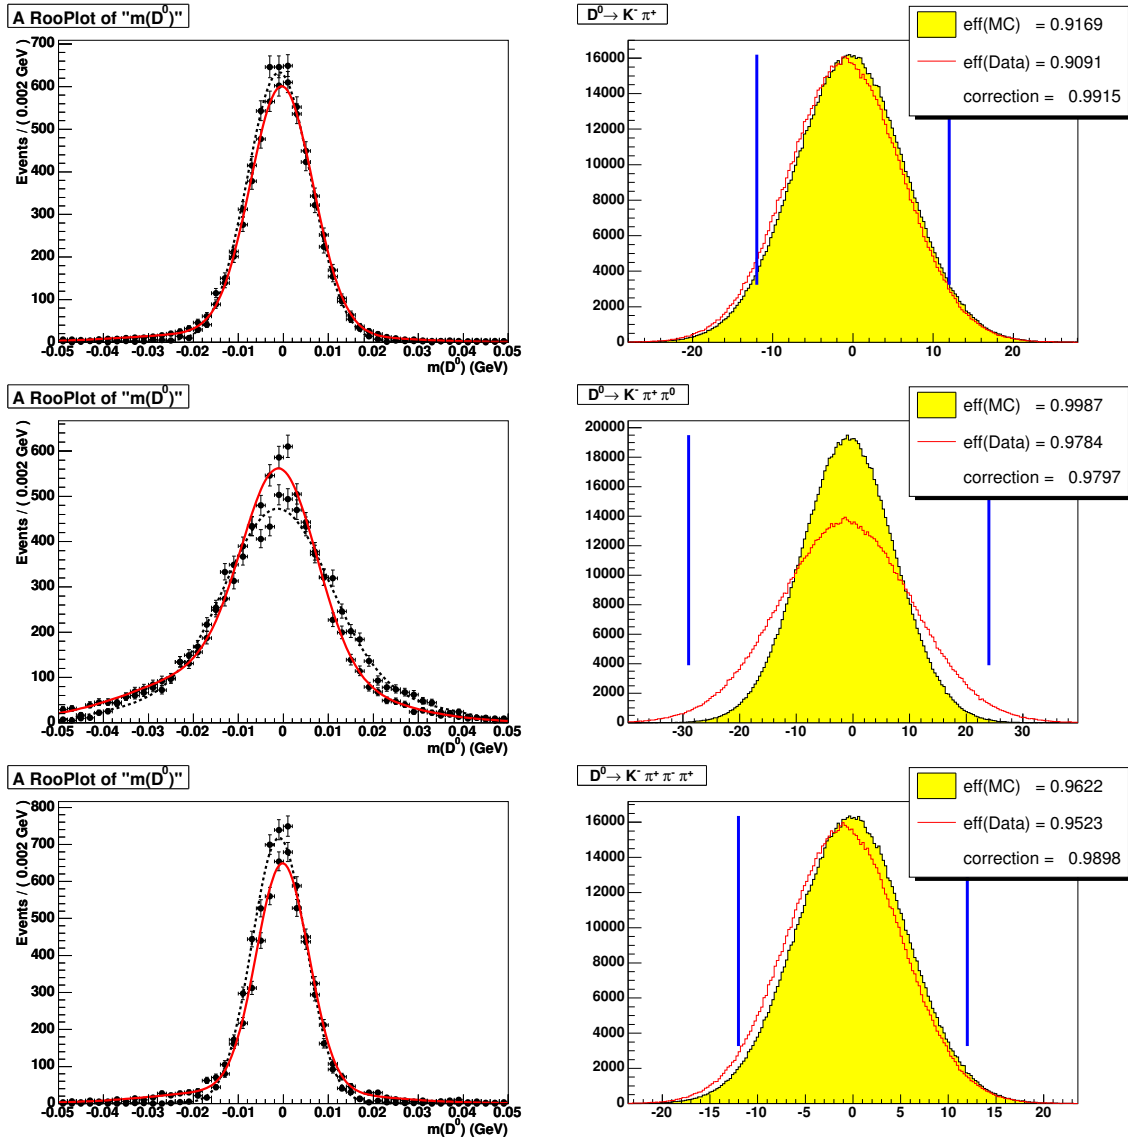 A RooPlot of "m(D⁰)"
Events / ( 0.002 GeV )
700
600
500
400
300
200
100
0
-0.05 -0.04 -0.03 -0.02 -0.01 0 0.01 0.02 0.03 0.04 0.05
m(D⁰) (GeV)
D⁰→ K⁻ π⁺
eff(MC) = 0.9169
eff(Data) = 0.9091
correction = 0.9915
16000
14000
12000
10000
8000
6000
4000
2000
0
-20 -10 0 10 20
A RooPlot of "m(D⁰)"
Events / ( 0.002 GeV )
600
500
400
300
200
100
0
-0.05 -0.04 -0.03 -0.02 -0.01 0 0.01 0.02 0.03 0.04 0.05
m(D⁰) (GeV)
D⁰→ K⁻ π⁺ π⁰
eff(MC) = 0.9987
eff(Data) = 0.9784
correction = 0.9797
20000
18000
16000
14000
12000
10000
8000
6000
4000
2000
0
-30 -20 -10 0 10 20 30
A RooPlot of "m(D⁰)"
Events / ( 0.002 GeV )
800
700
600
500
400
300
200
100
0
-0.05 0.04 0.03 0.02 0.01 0 0.01 0.02 0.03 0.04 0.05
m(D⁰) (GeV)
D⁰→ K⁻ π⁺ π⁻ π⁺
eff(MC) = 0.9622
eff(Data) = 0.9523
correction = 0.9898
16000
14000
12000
10000
8000
6000
4000
2000
0
-20 -15 -10 -5 0 5 10 15 20